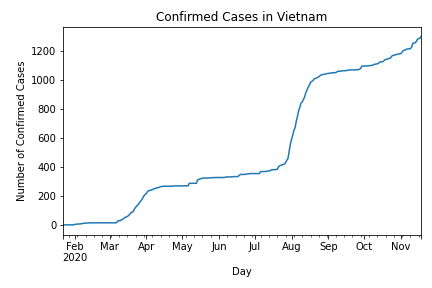 Confirmed Cases in Vietnam
Number of Confirmed Cases
1200
1000
800
600
400
200
0
Feb Mar Apr May Jun Jul Aug Sep Oct Nov
2020
Day